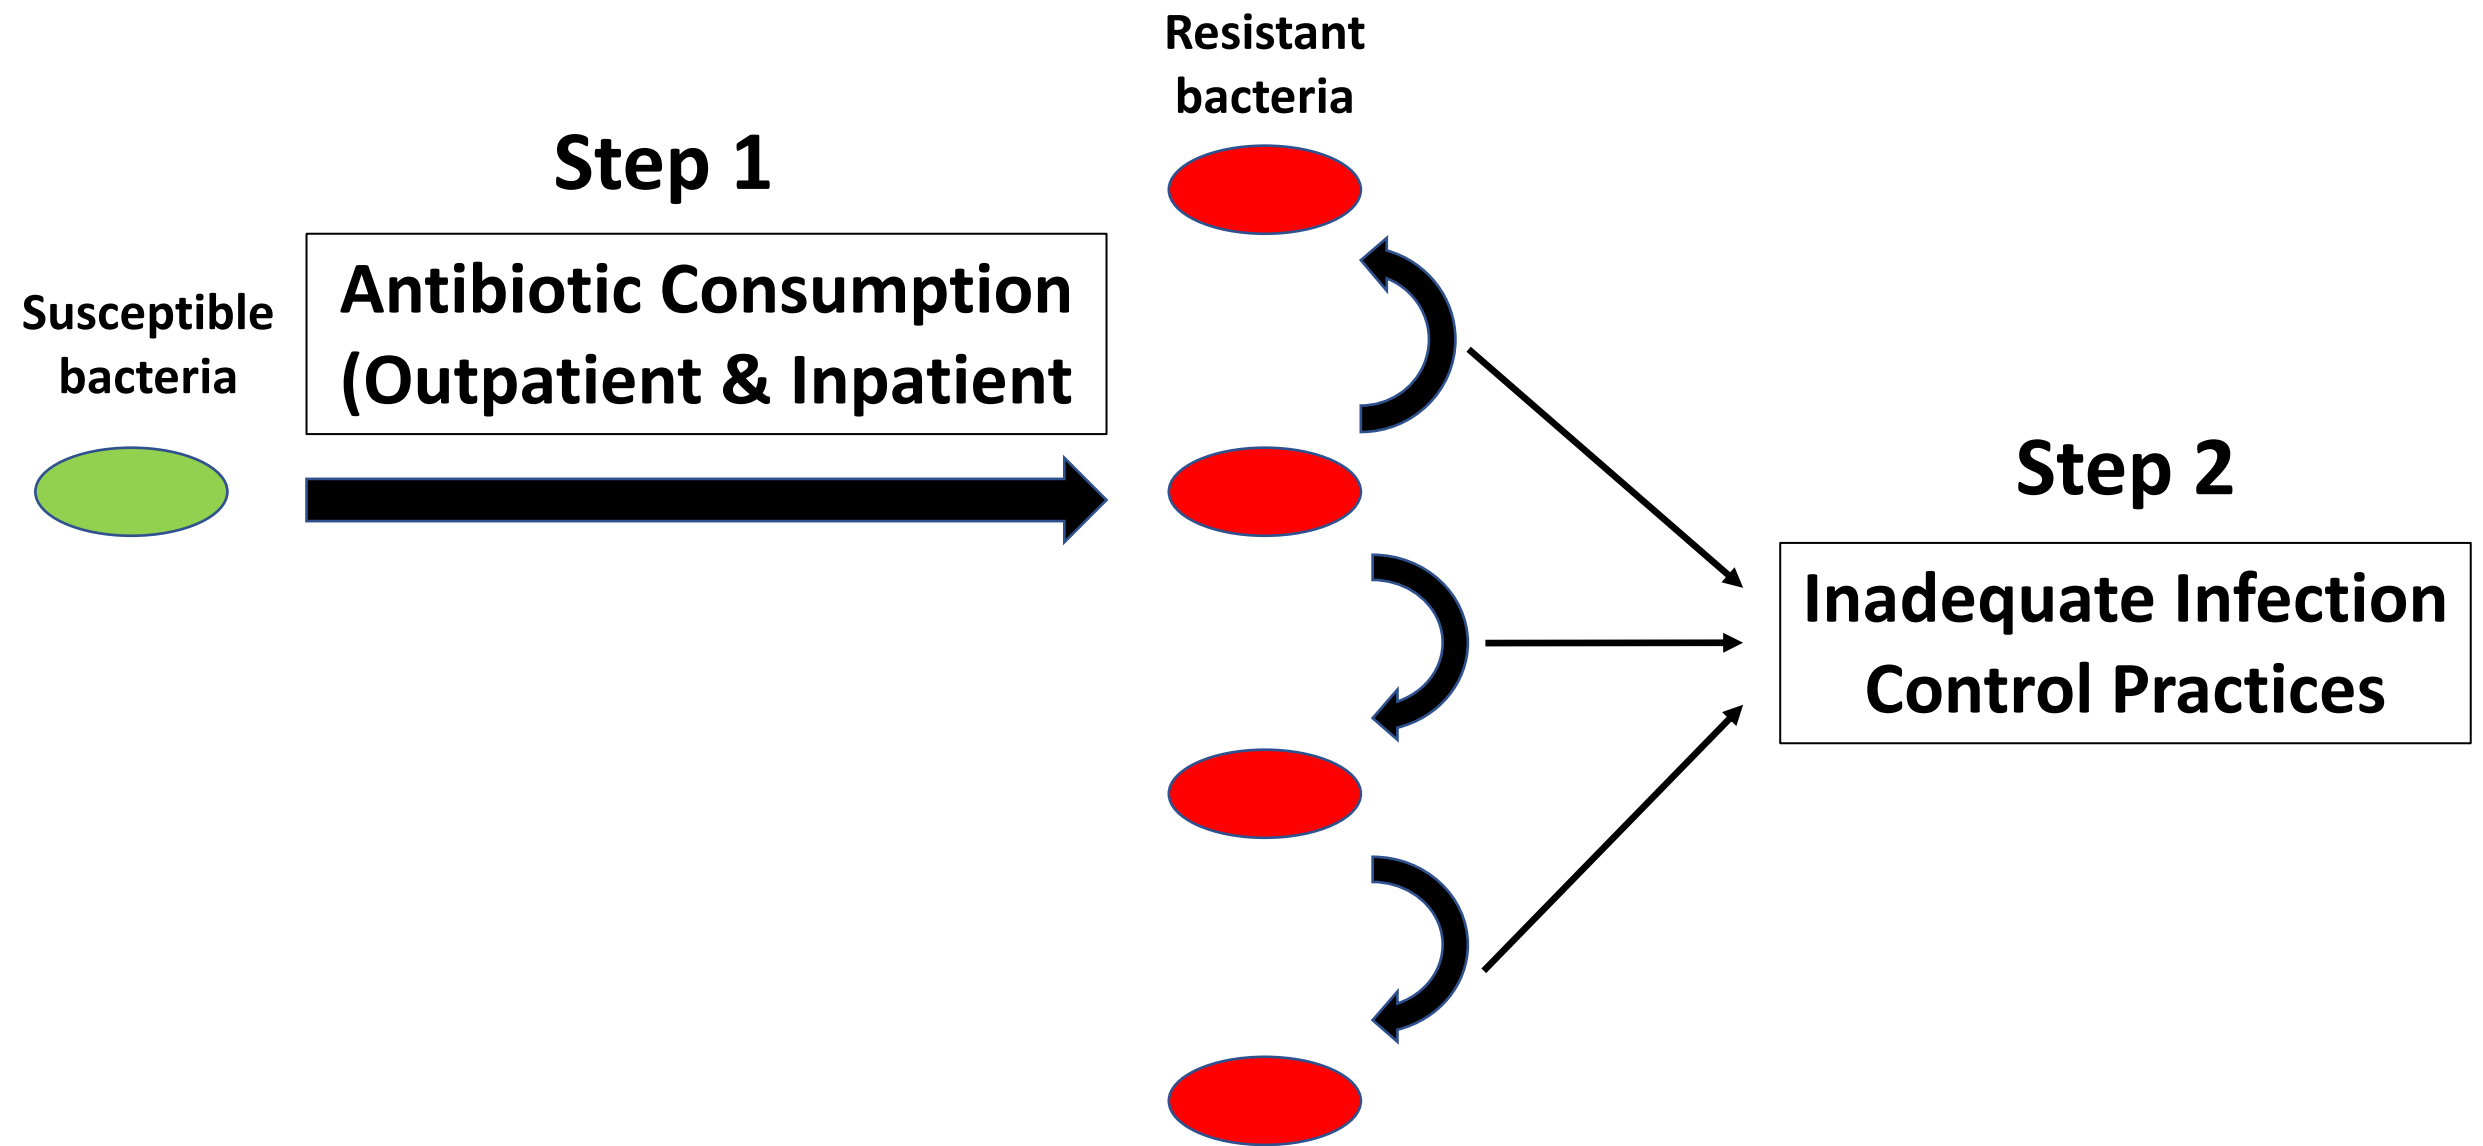 Resistant
bacteria
Step 1
Antibiotic Consumption
(Outpatient & Inpatient
Susceptible
bacteria
Step 2
Inadequate Infection
Control Practices